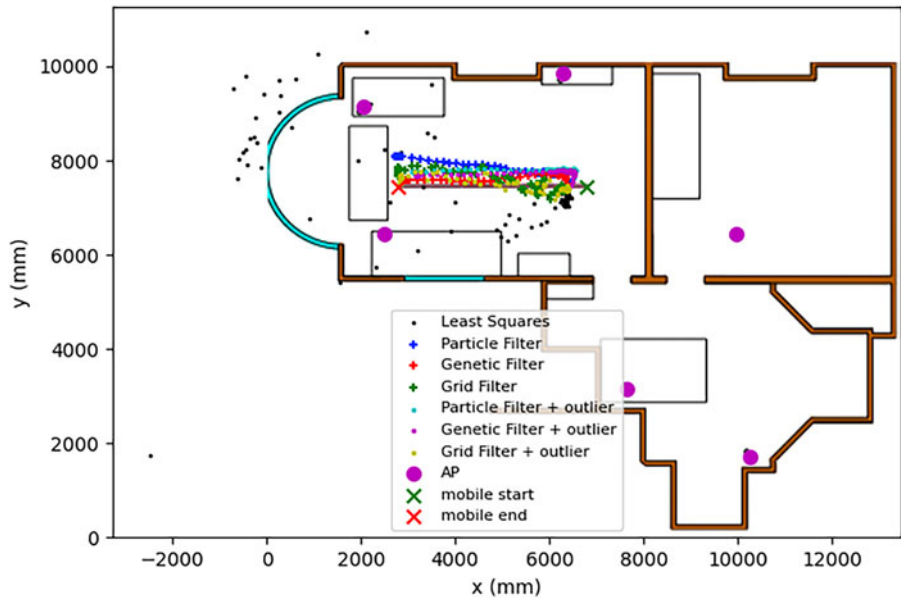 10000
8000
6000
4000
2000
0
y (mm)
Least Squares
Particle Filter
Genetic Filter
Grid Filter
Particle Filter + outlier
Genetic Filter + outlier
Grid Filter + outlier
AP
mobile start
mobile end
−2000 0 2000 4000 6000 8000 10000 12000
x (mm)